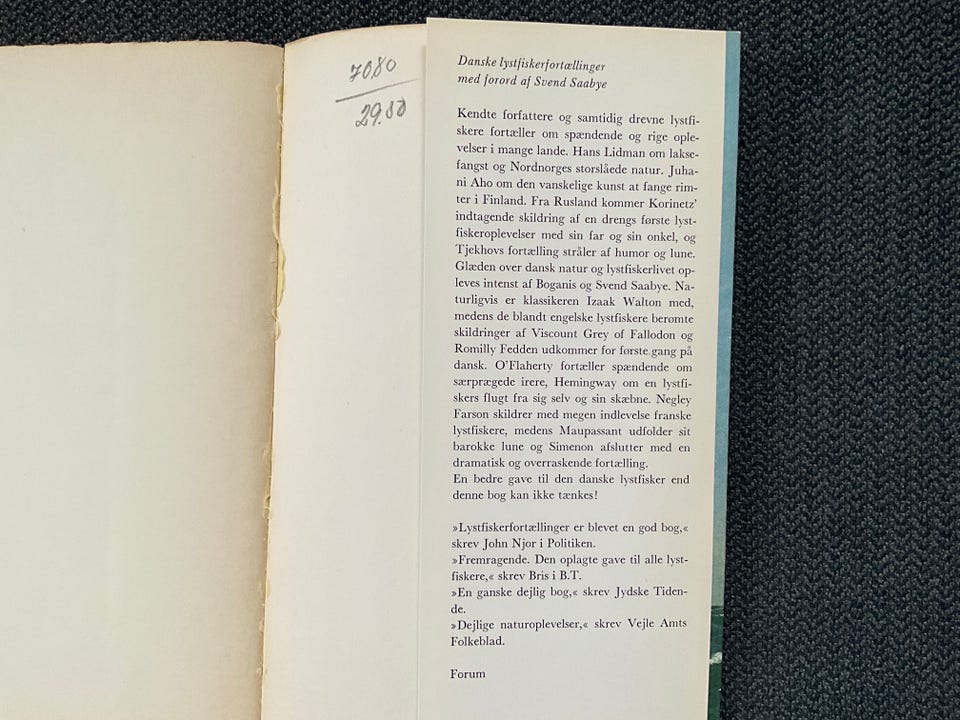 7080
29.80
Danske lystfiskerfortællinger
med forord af Svend Saabye
Kendte forfattere og samtidig drevne lystfi-
skere fortæller om spændende og rige ople-
velser i mange lande. Hans Lidman om lakse-
fangst og Nordnorges storslåede natur. Juha-
ni Aho om den vanskelige kunst at fange rim-
ter i Finland. Fra Rusland kommer Korinetz'
indtagende skildring af en drengs første lyst-
fiskeroplevelser med sin far og sin onkel, og
Tjekhovs fortælling stråler af humor og lune.
Glæden over dansk natur og lystfiskerlivet op-
leves intenst af Boganis og Svend Saabye. Na-
turligvis er klassikeren Izaak Walton med,
medens de blandt engelske lystfiskere berømte
skildringer af Viscount Grey of Fallodon og
Romilly Fedden udkommer for første gang på
dansk. O'Flaherty fortæller spændende om
særprægede irere, Hemingway om en lystfi-
skers flugt fra sig selv og sin skæbne. Negley
Farson skildrer med megen indlevelse franske
lystfiskere, medens Maupassant udfolder sit
barokke lune og Simenon afslutter med en
dramatisk og overraskende fortælling.
En bedre gave til den danske lystfisker end
denne bog kan ikke tænkes!
»Lystfiskerfortællinger er blevet en god bog,«
skrev John Njor i Politiken.
»Fremragende. Den oplagte gave til alle lyst-
fiskere,« skrev Bris i B.T.
»En ganske dejlig bog,« skrev Jydske Tiden-
de.
»Dejlige naturoplevelser,« skrev Vejle Amts
Folkeblad.
Forum